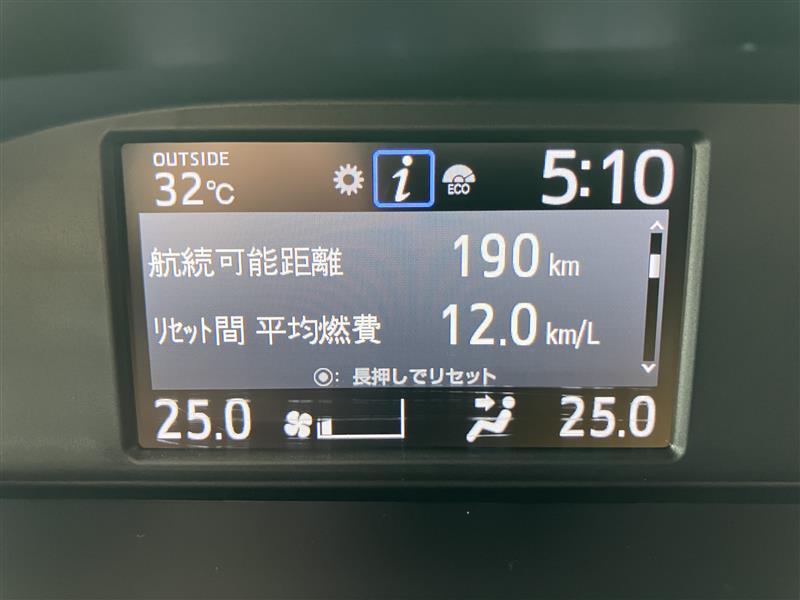 OUTSIDE
32℃
i
ECO
5:10
航続可能距離 190 km
リセット間 平均燃費 12.0 km/L
◉: 長押しでリセット
25.0 25.0